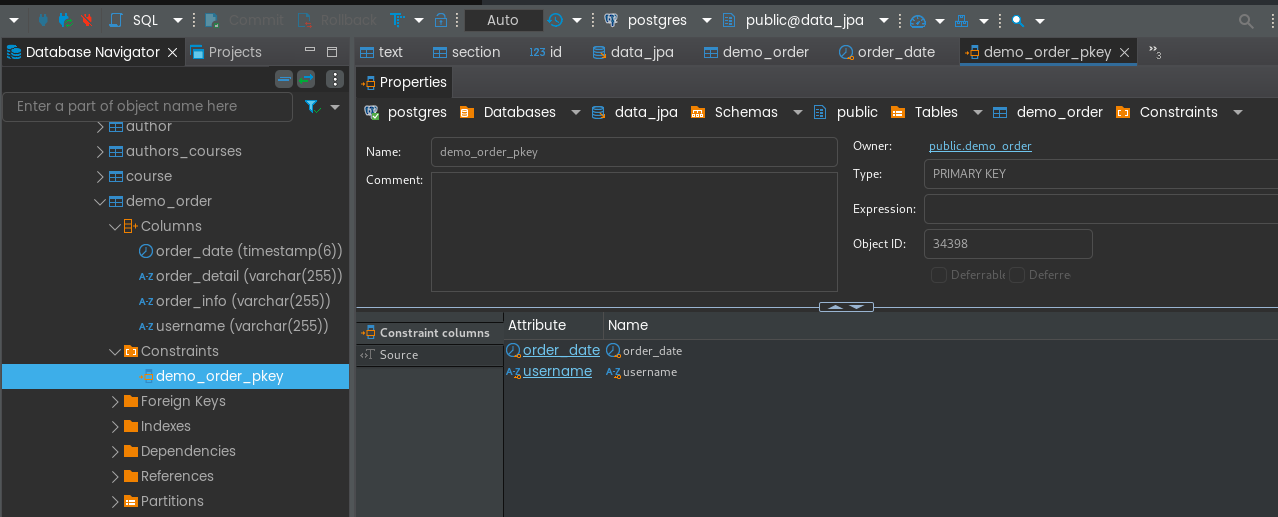 SQL Commit Rollback Auto postgres public@data_jpa
Database Navigator Projects
Enter a part of object name here
author
authors_courses
course
demo_order
Columns
order_date (timestamp(6))
order_detail (varchar(255))
order_info (varchar(255))
username (varchar(255))
Constraints
demo_order_pkey
Foreign Keys
Indexes
Dependencies
References
Partitions
text section 123 id data_jpa demo_order order_date demo_order_pkey »3
Properties
postgres Databases data_jpa Schemas public Tables demo_order Constraints
Name: demo_order_pkey
Comment:
Owner: public.demo_order
Type: PRIMARY KEY
Expression:
Object ID: 34398
Deferrable Deferre
Constraint columns
Source
Attribute Name
order_date order_date
username username